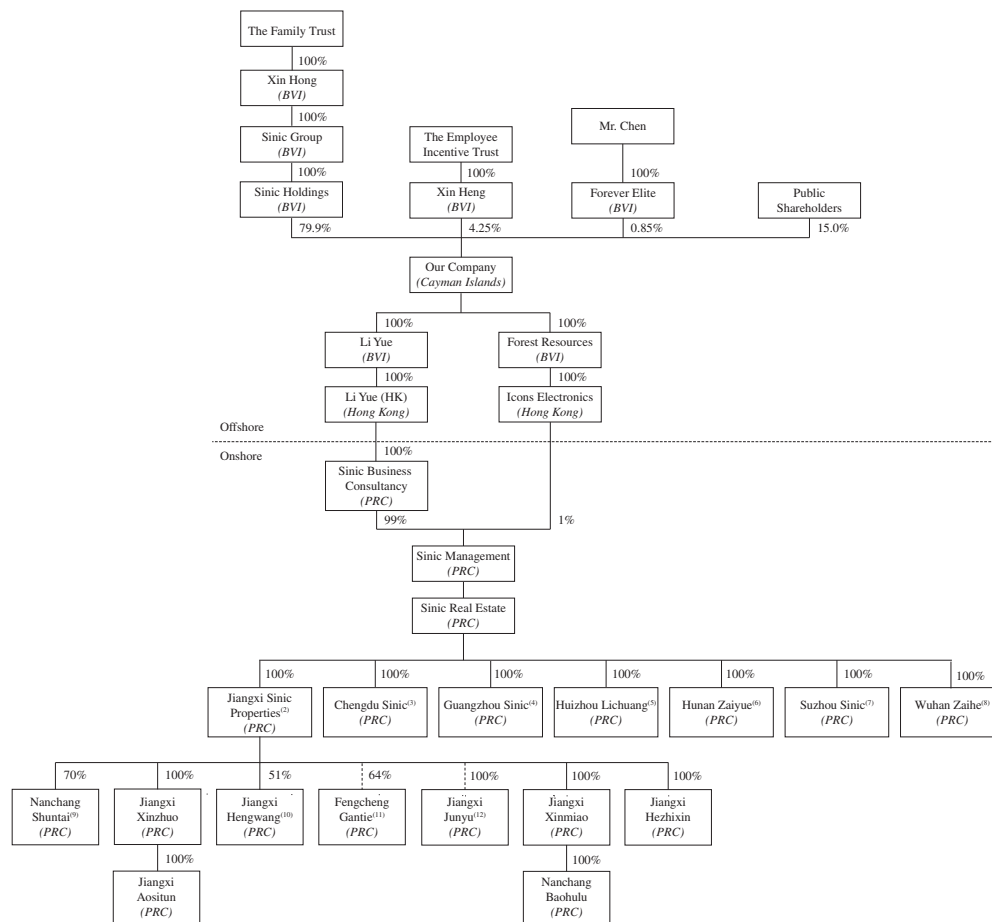 The Family Trust
100%
Xin Hong
(BVI)
100%
Sinic Group
(BVI)
The Employee
Incentive Trust
Mr. Chen
100%
100%
100%
Sinic Holdings
(BVI)
Xin Heng
(BVI)
Forever Elite
(BVI)
Public
Shareholders
79.9%
4.25%
0.85%
15.0%
Our Company
(Cayman Islands)
100%
100%
Li Yue
(BVI)
Forest Resources
(BVI)
100%
100%
Li Yue (HK)
(Hong Kong)
Icons Electronics
(Hong Kong)
Offshore
Onshore
100%
Sinic Business
Consultancy
(PRC)
99%
1%
Sinic Management
(PRC)
Sinic Real Estate
(PRC)
100%
100%
100%
100%
100%
100%
100%
Jiangxi Sinic
Properties(2)
(PRC)
Chengdu Sinic(3)
(PRC)
Guangzhou Sinic(4)
(PRC)
Huizhou Lichuang(5)
(PRC)
Hunan Zaiyue(6)
(PRC)
Suzhou Sinic(7)
(PRC)
Wuhan Zaihe(8)
(PRC)
70%
100%
51%
64%
100%
100%
100%
Nanchang
Shuntai(9)
(PRC)
Jiangxi
Xinzhuo
(PRC)
Jiangxi
Hengwang(10)
(PRC)
Fengcheng
Gantie(11)
(PRC)
Jiangxi
Junyu(12)
(PRC)
Jiangxi
Xinmiao
(PRC)
Jiangxi
Hezhixin
(PRC)
100%
100%
Jiangxi
Aositun
(PRC)
Nanchang
Baohulu
(PRC)